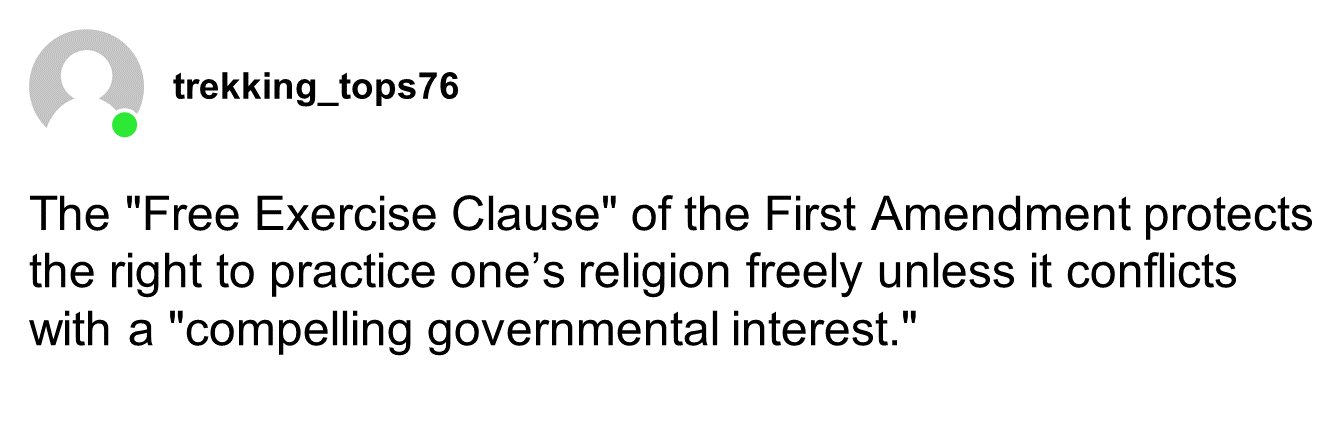 trekking_tops76
The "Free Exercise Clause" of the First Amendment protects
the right to practice one’s religion freely unless it conflicts
with a "compelling governmental interest."